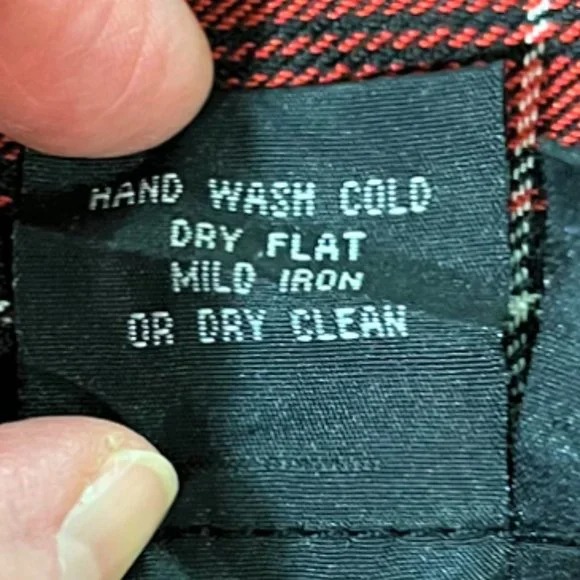 HAND WASH COLD
DRY FLAT
MILD IRON
OR DRY CLEAN